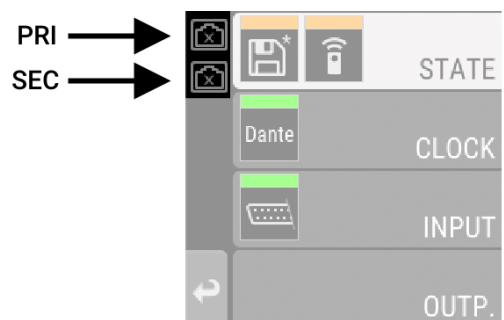 PRI
SEC
STATE
Dante
CLOCK
INPUT
OUTP.